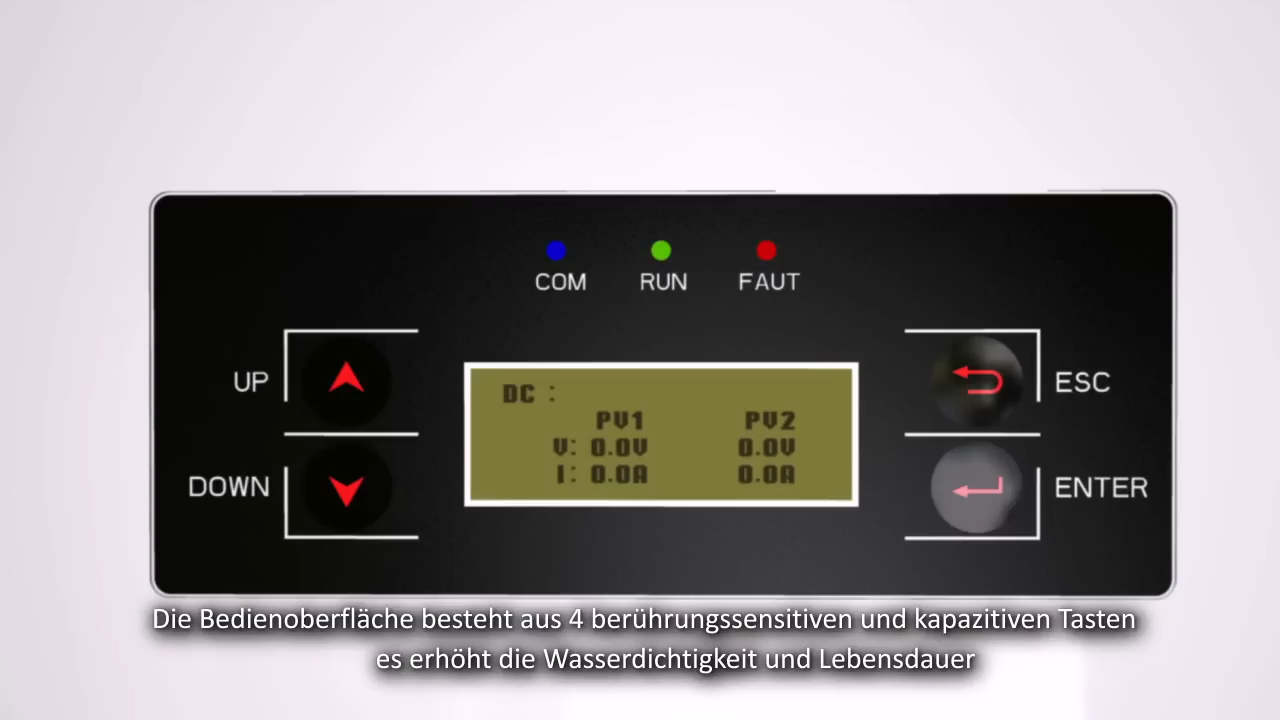 COM RUN FAUT
UP
ESC
DC :
PV1 PV2
V: 0.0V 0.0V
I: 0.0A 0.0A
DOWN
ENTER
Die Bedienoberfläche besteht aus 4 berührungssensitiven und kapazitiven Tasten
es erhöht die Wasserdichtigkeit und Lebensdauer